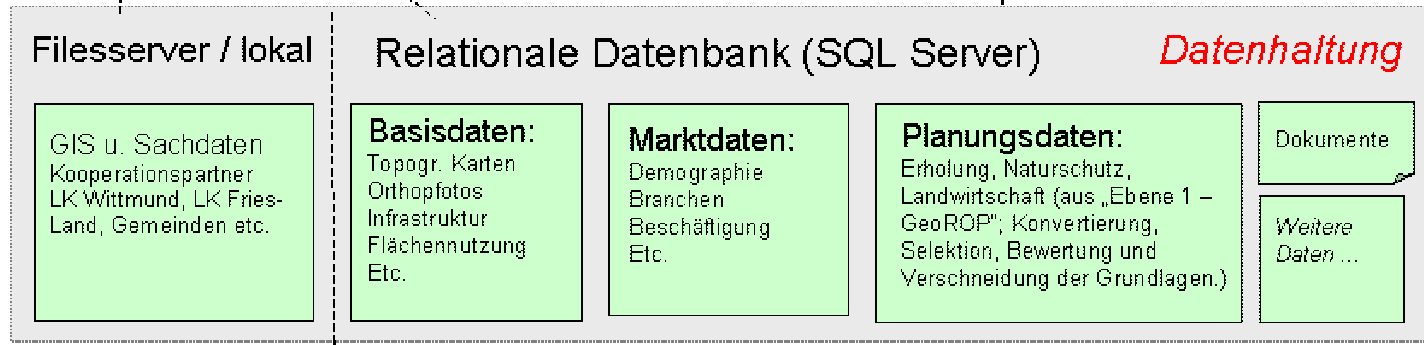 Filesserver / lokal
Relationale Datenbank (SQL Server)
Datenhaltung
GIS u. Sachdaten
Kooperationspartner
LK Wittmund, LK Fries-
Land, Gemeinden etc.
Basisdaten:
Topogr. Karten
Orthopfotos
Infrastruktur
Flächennutzung
Etc.
Marktdaten:
Demographie
Branchen
Beschäftigung
Etc.
Planungsdaten:
Erholung, Naturschutz,
Landwirtschaft (aus „Ebene 1 –
GeoROP"; Konvertierung,
Selektion, Bewertung und
Verschneidung der Grundlagen.)
Dokumente
Weitere
Daten ...